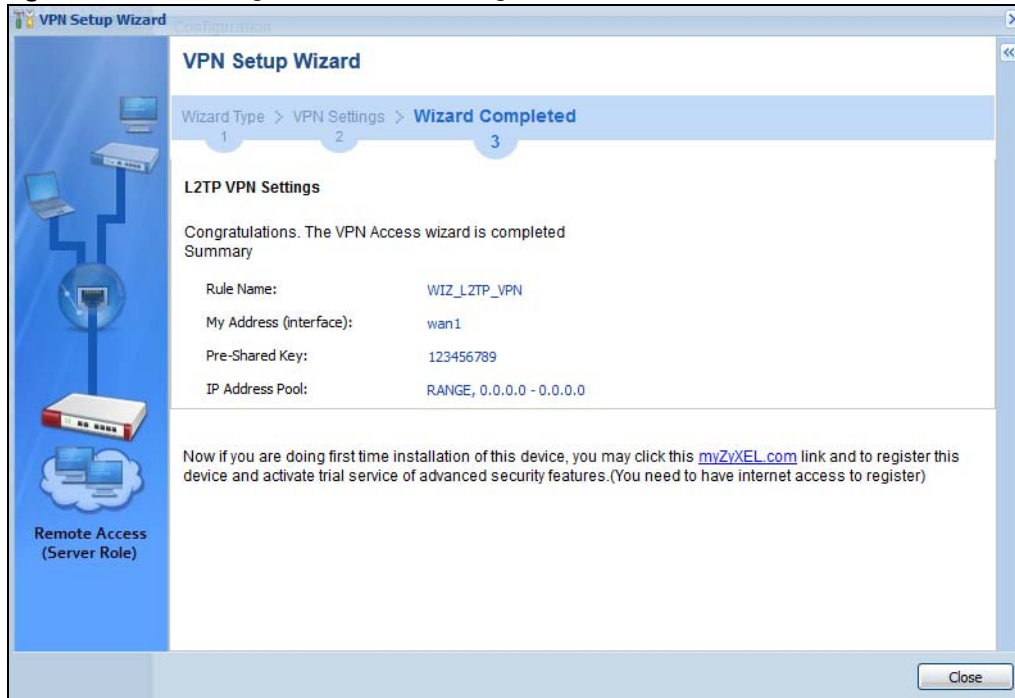 VPN Setup Wizard
Configuration
VPN Setup Wizard
Wizard Type > VPN Settings > Wizard Completed
1 2 3
L2TP VPN Settings
Congratulations. The VPN Access wizard is completed
Summary
Rule Name: WIZ_L2TP_VPN
My Address (interface): wan1
Pre-Shared Key: 123456789
IP Address Pool: RANGE, 0.0.0.0 - 0.0.0.0
Now if you are doing first time installation of this device, you may click this myZyXEL.com link and to register this
device and activate trial service of advanced security features.(You need to have internet access to register)
Remote Access
(Server Role)
Close